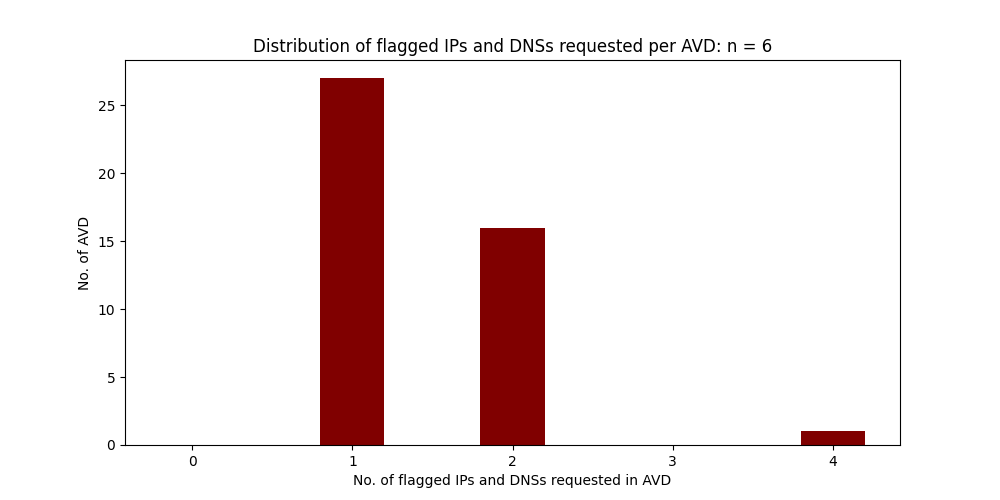 Distribution of flagged IPs and DNSs requested per AVD: n = 6
25
20
15
10
5
0
No. of AVD
0 1 2 3 4
No. of flagged IPs and DNSs requested in AVD